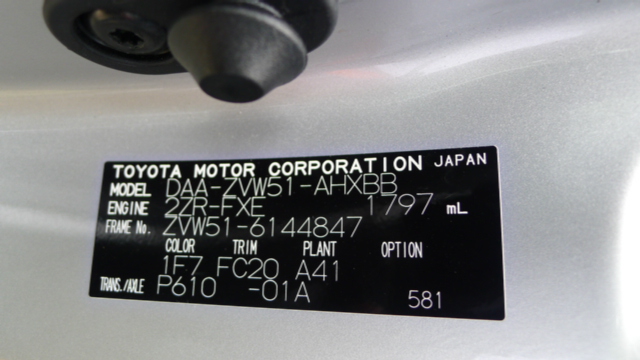 TOYOTA MOTOR CORPORATION JAPAN
MODEL DAA-ZVW51-AHXBB
ENGINE 2ZR-FXE 1797 mL
FRAME No. ZVW51-6144847
COLOR TRIM PLANT OPTION
1F7 FC20 A41
TRANS./AXLE P610 -01A 581